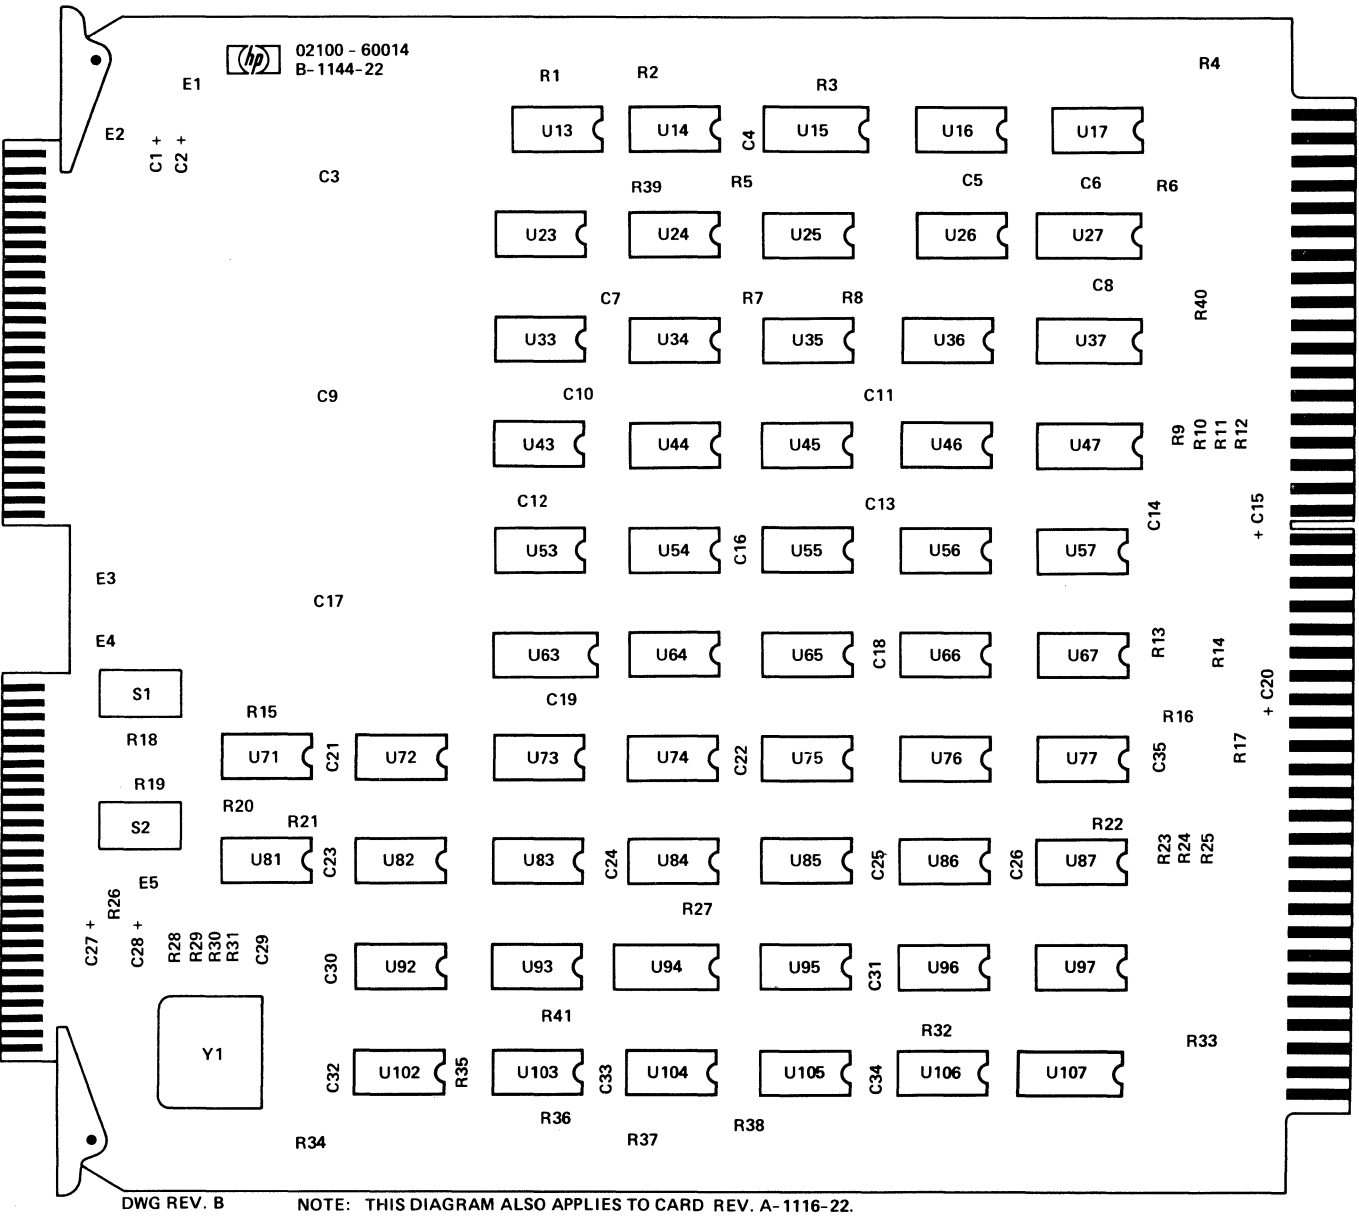 hp 02100 - 60014
B-1144-22
R4
R1 R2 R3
E1
E2
C1 +
C2 +
U13 U14 C4 U15 U16 U17
C3 R39 R5 C5 C6 R6
U23 U24 U25 U26 U27
C7 R7 R8 C8 R40
U33 U34 U35 U36 U37
C9 C10 C11
U43 U44 U45 U46 U47 R9 R10 R11 R12
C12 C13 C14 + C15
U53 U54 C16 U55 U56 U57
E3
C17
E4
U63 U64 U65 C18 U66 U67 R13 R14
S1 C19 + C20
R15 R16
R18 U71 C21 U72 U73 U74 C22 U75 U76 U77 C35 R17
R19
R20
S2 R21 R22
U81 C23 U82 U83 C24 U84 U85 C25 U86 C26 U87 R23 R24 R25
E5
R26 R27
C27 + C28 + R28 R29 R30 R31 C29
C30 U92 U93 U94 U95 C31 U96 U97
R41 R32 R33
Y1
C32 U102 R35 U103 C33 U104 U105 C34 U106 U107
R36 R38
R34 R37
DWG REV. B NOTE: THIS DIAGRAM ALSO APPLIES TO CARD REV. A-1116-22.